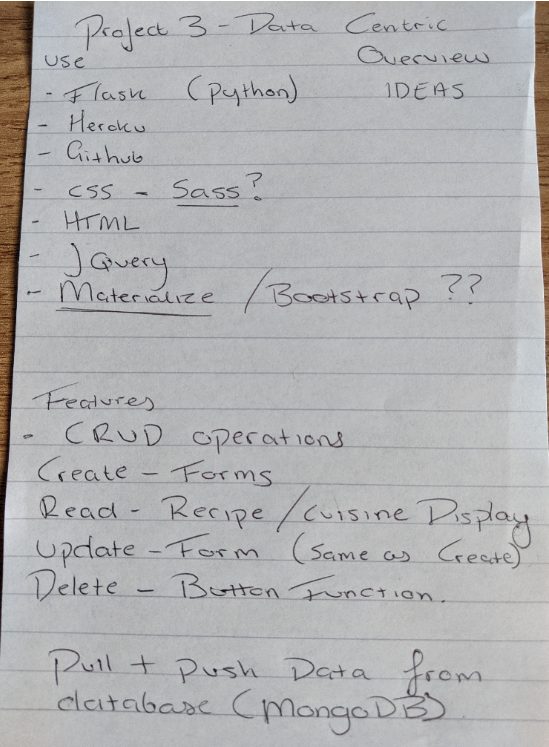 Project 3 - Data Centric
Use Overview
- Flask (Python) IDEAS
- Heroku
- Github
- CSS - Sass?
- HTML
- JQuery
- Materialize / Bootstrap ??
Features
- CRUD operations
Create - Forms
Read - Recipe / Cuisine Display
Update - Form (Same as Create)
Delete - Button Function.
Pull + Push Data from
database (MongoDB)